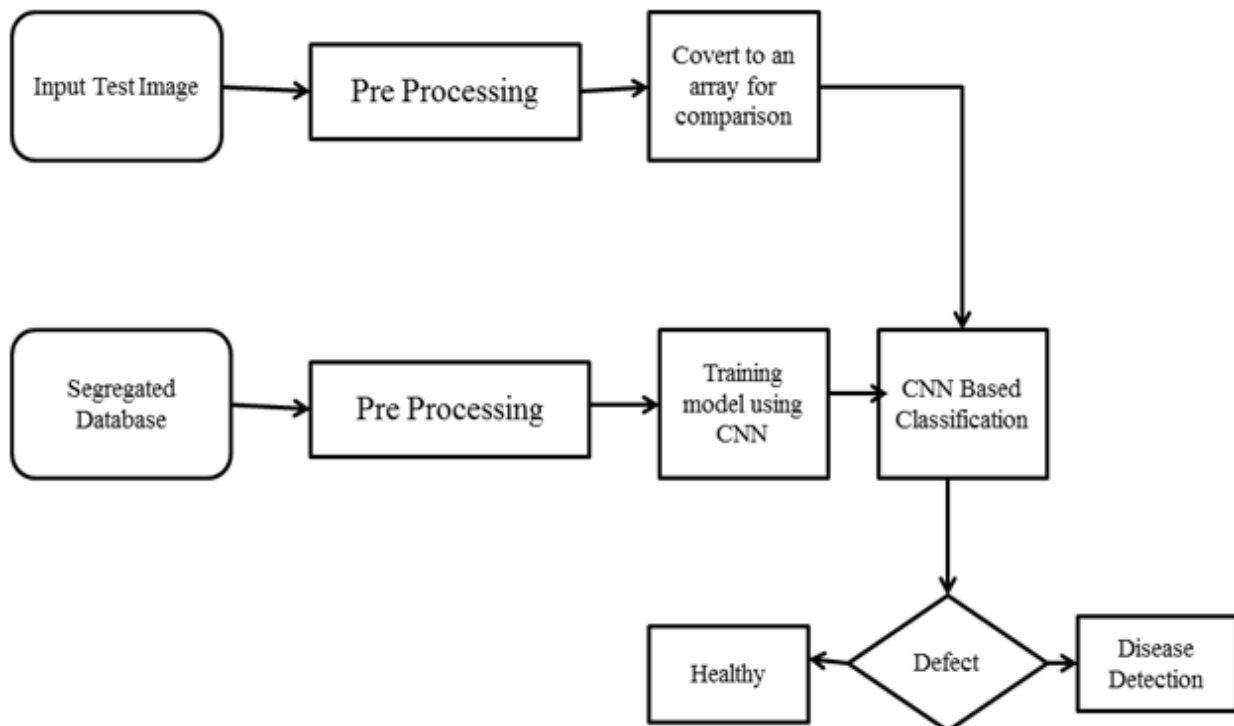 Input Test Image
Pre Processing
Covert to an
array for
comparison
Segregated
Database
Pre Processing
Training
model using
CNN
CNN Based
Classification
Healthy
Defect
Disease
Detection